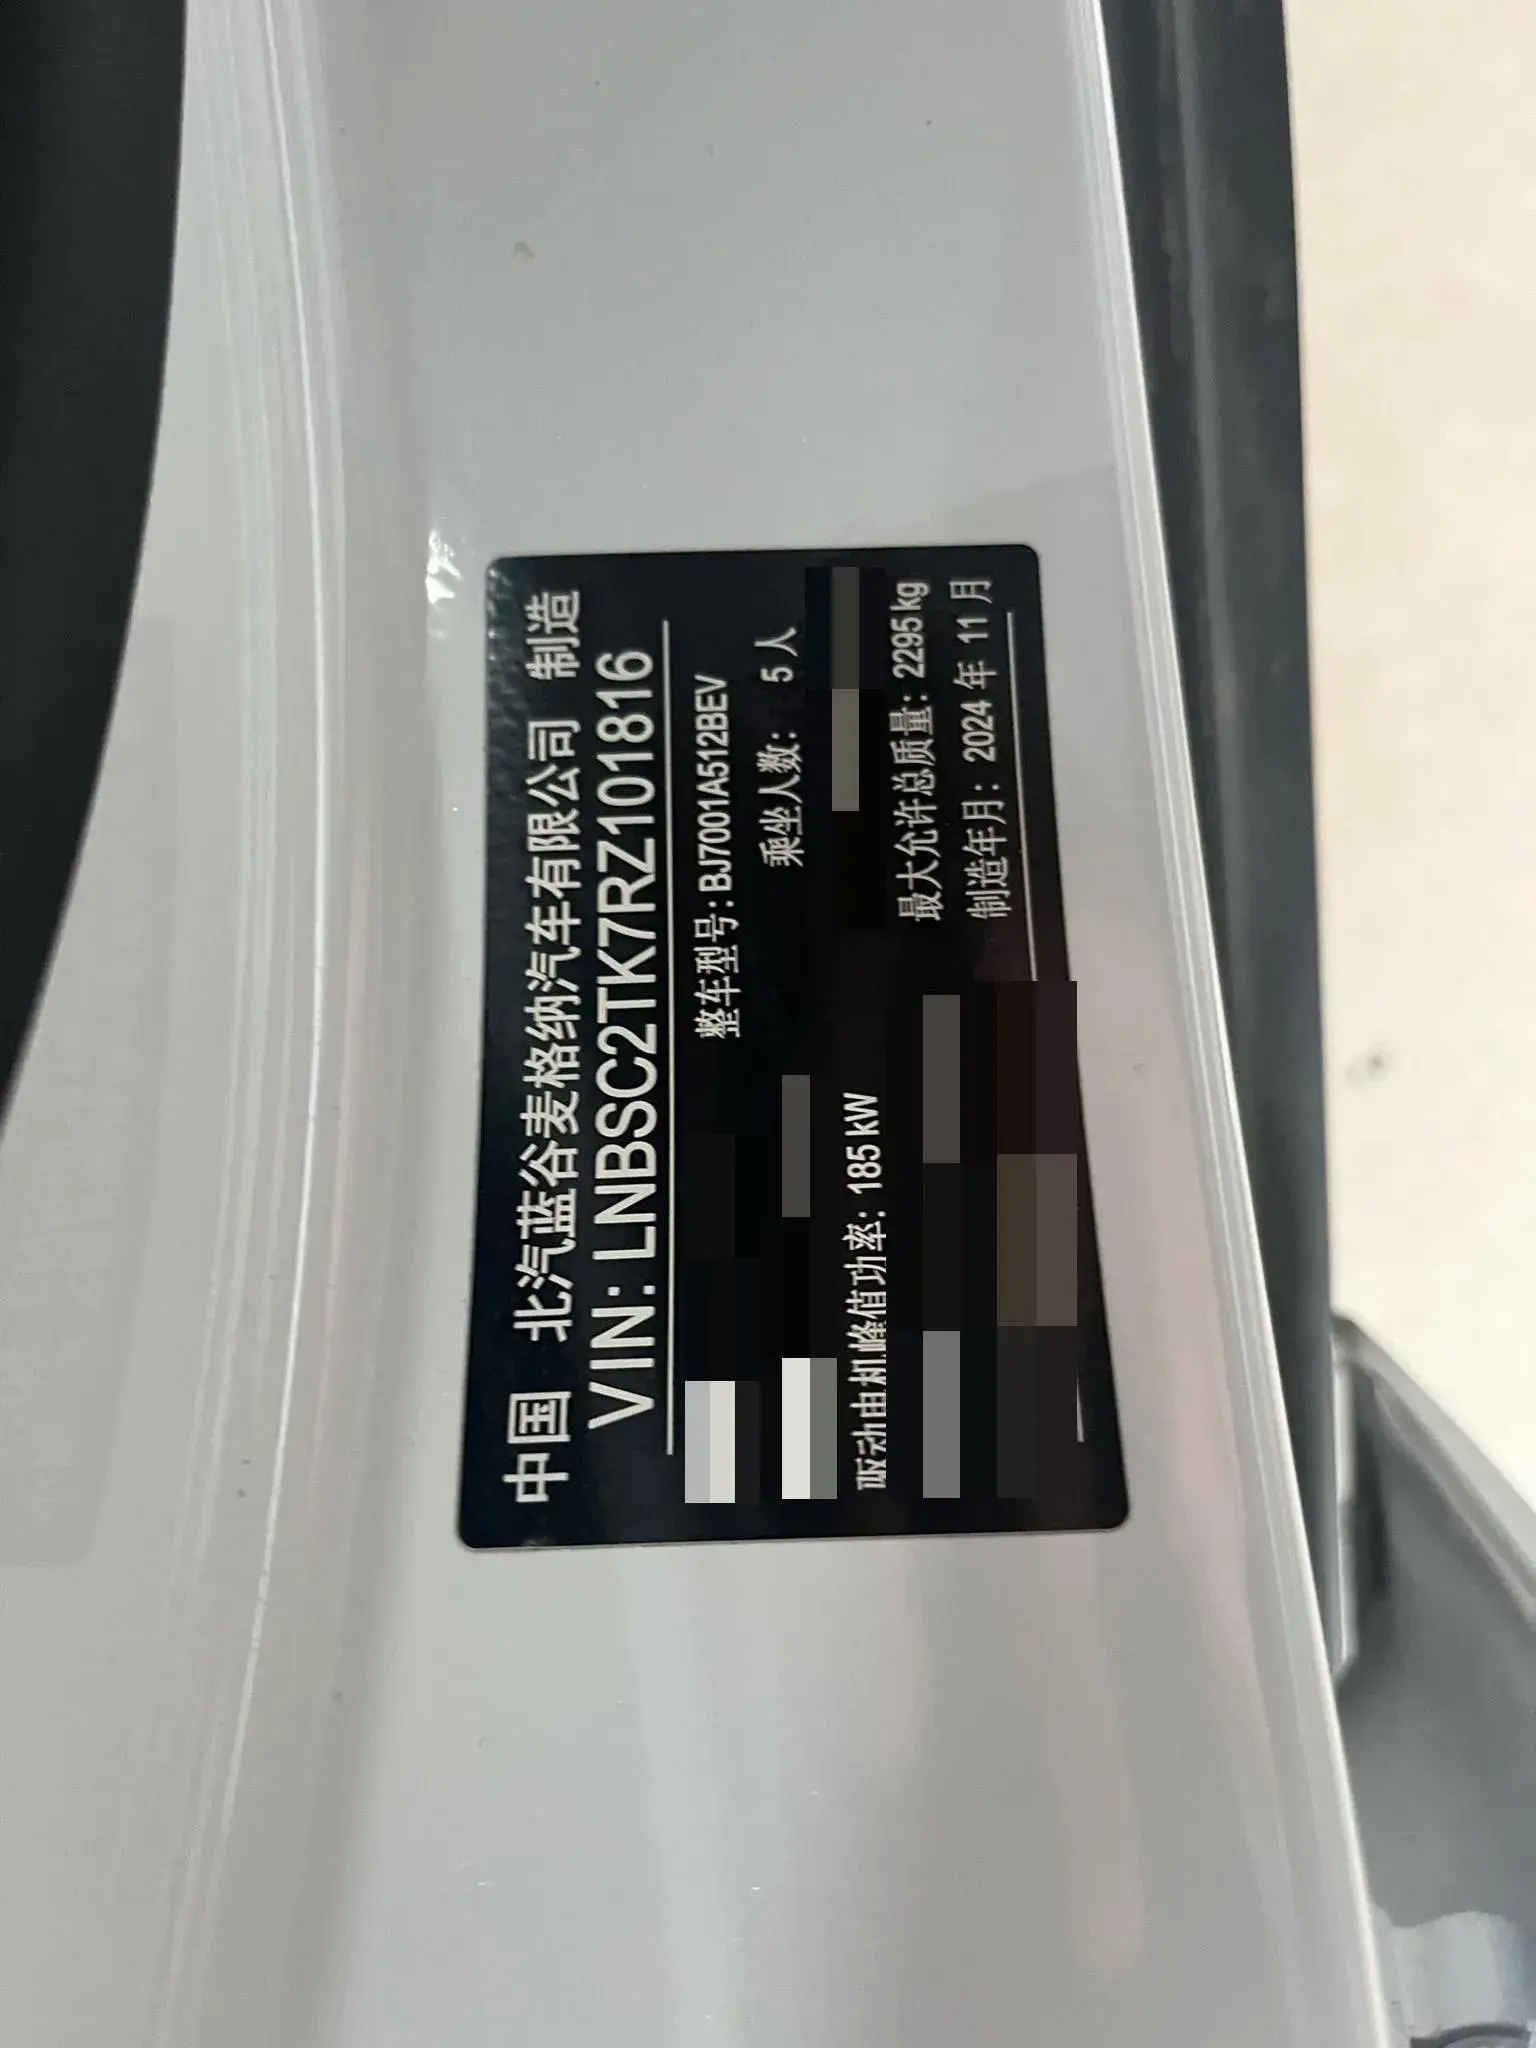 中国 北汽蓝谷麦格纳汽车有限公司 制造
VIN: LNBSC2TK7RZ101816
整车型号: BJ7001A512BEV
乘坐人数: 5 人
驱动电机峰值功率: 185 kW
最大允许总质量: 2295 kg
制造年月: 2024 年 11 月